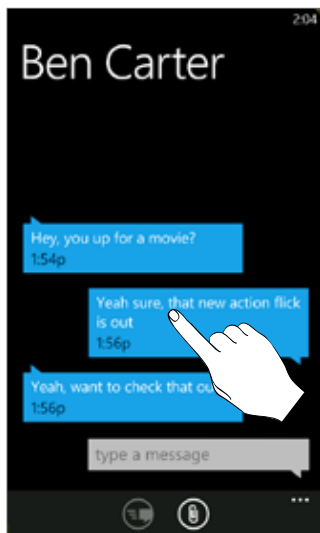 2:04
Ben Carter
Hey, you up for a movie?
1:54p
Yeah sure, that new action flick
is out
1:56p
Yeah, want to check that
1:56p
type a message